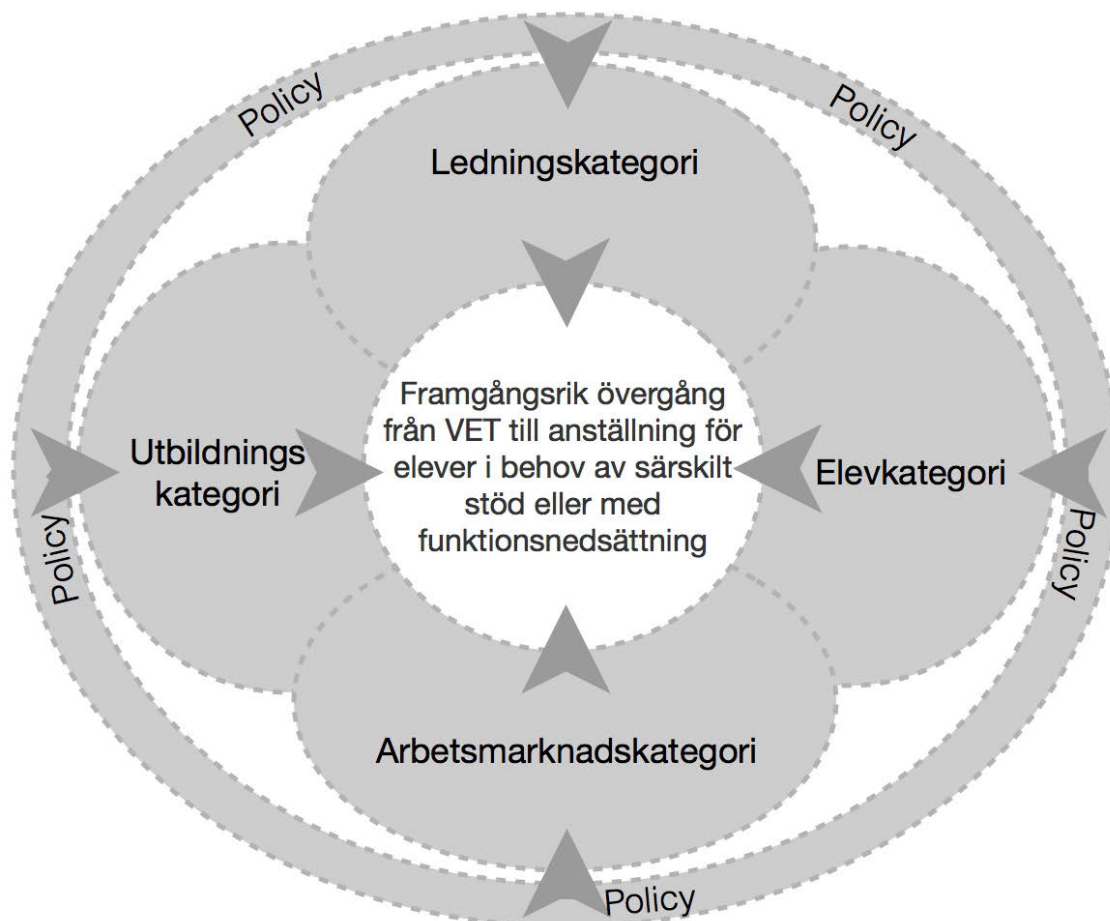 Policy
Policy
Ledningskategori
Framgångsrik övergång
från VET till anställning för
elever i behov av särskilt
stöd eller med
funktionsnedsättning
Utbildnings
kategori
Elevkategori
Policy
Policy
Arbetsmarknadskategori
Policy